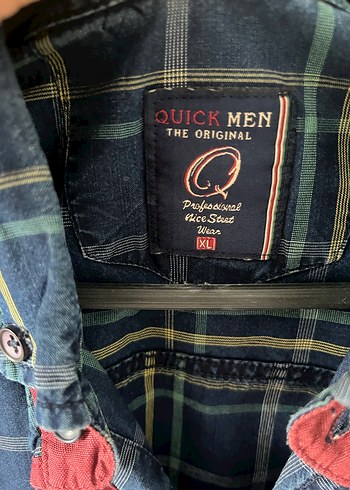 QUICK MEN
THE ORIGINAL
Q
Professional
Nice Street
Wear
XL